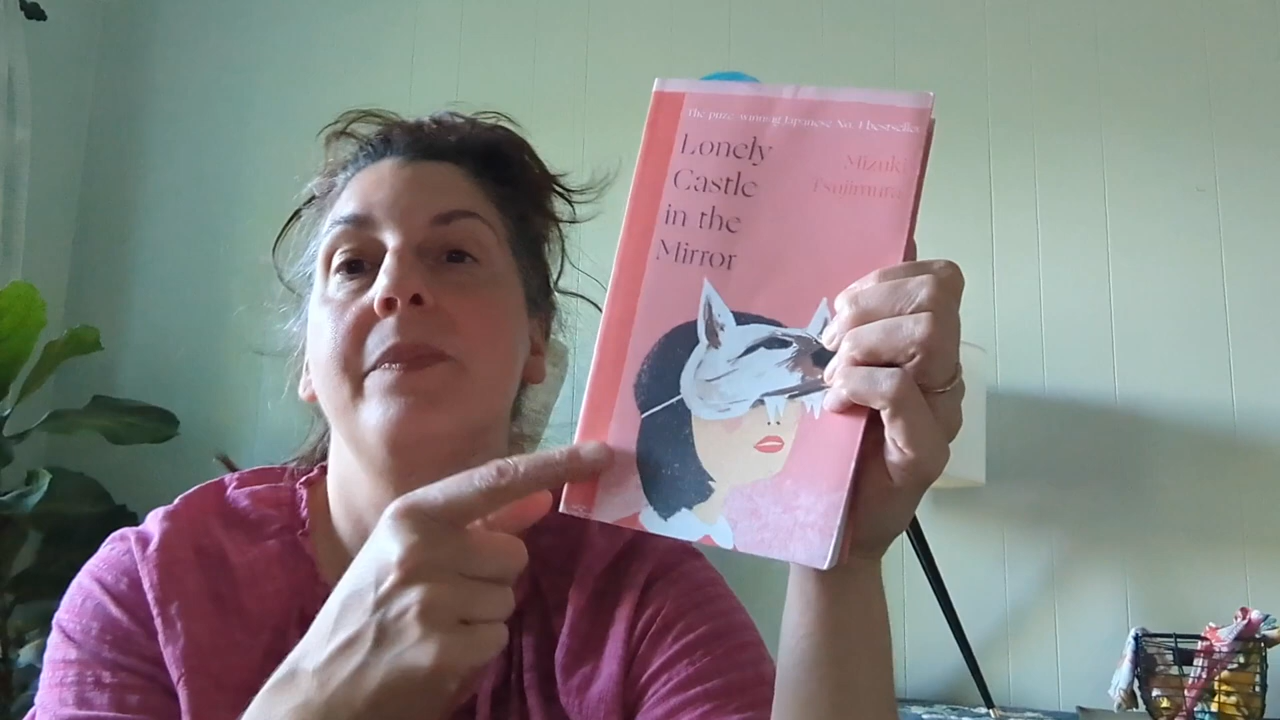 The prize-winning Japanese No. 1 bestseller
Lonely
Castle
in the
Mirror
Mizuki
Tsujimura